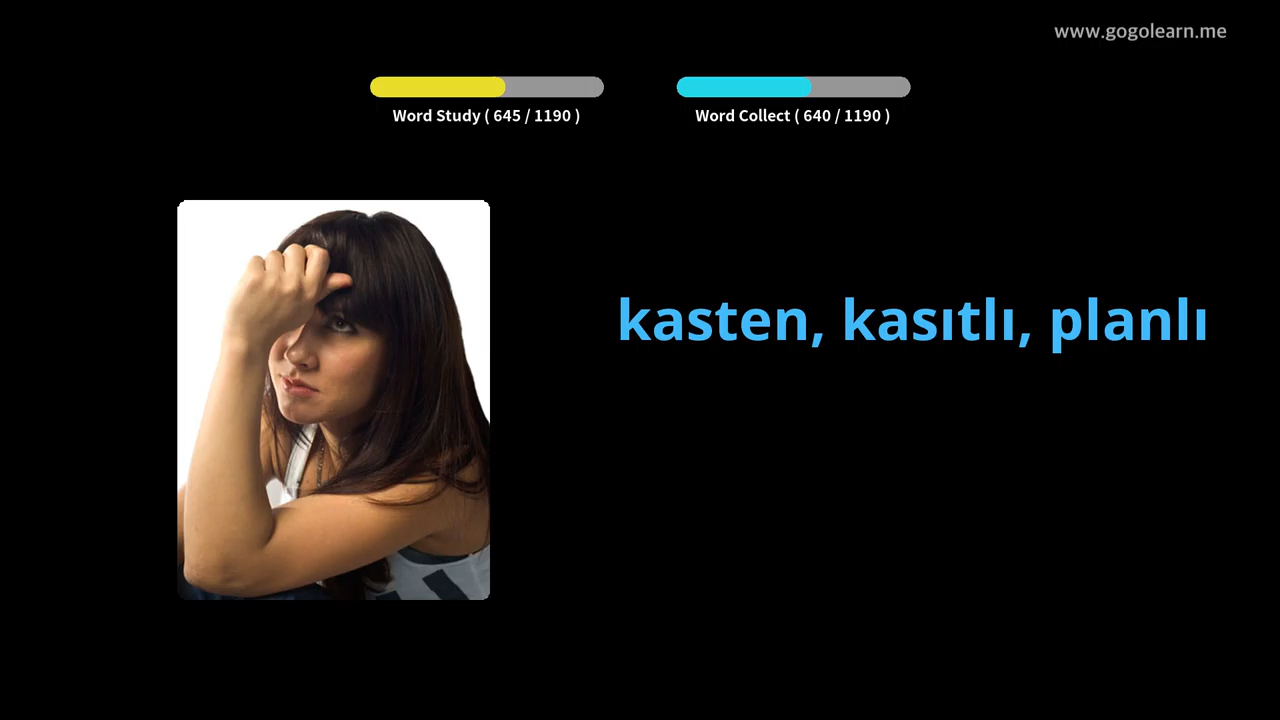 www.gogolearn.me
Word Study ( 645 / 1190 )
Word Collect ( 640 / 1190 )
kasten, kasıtlı, planlı